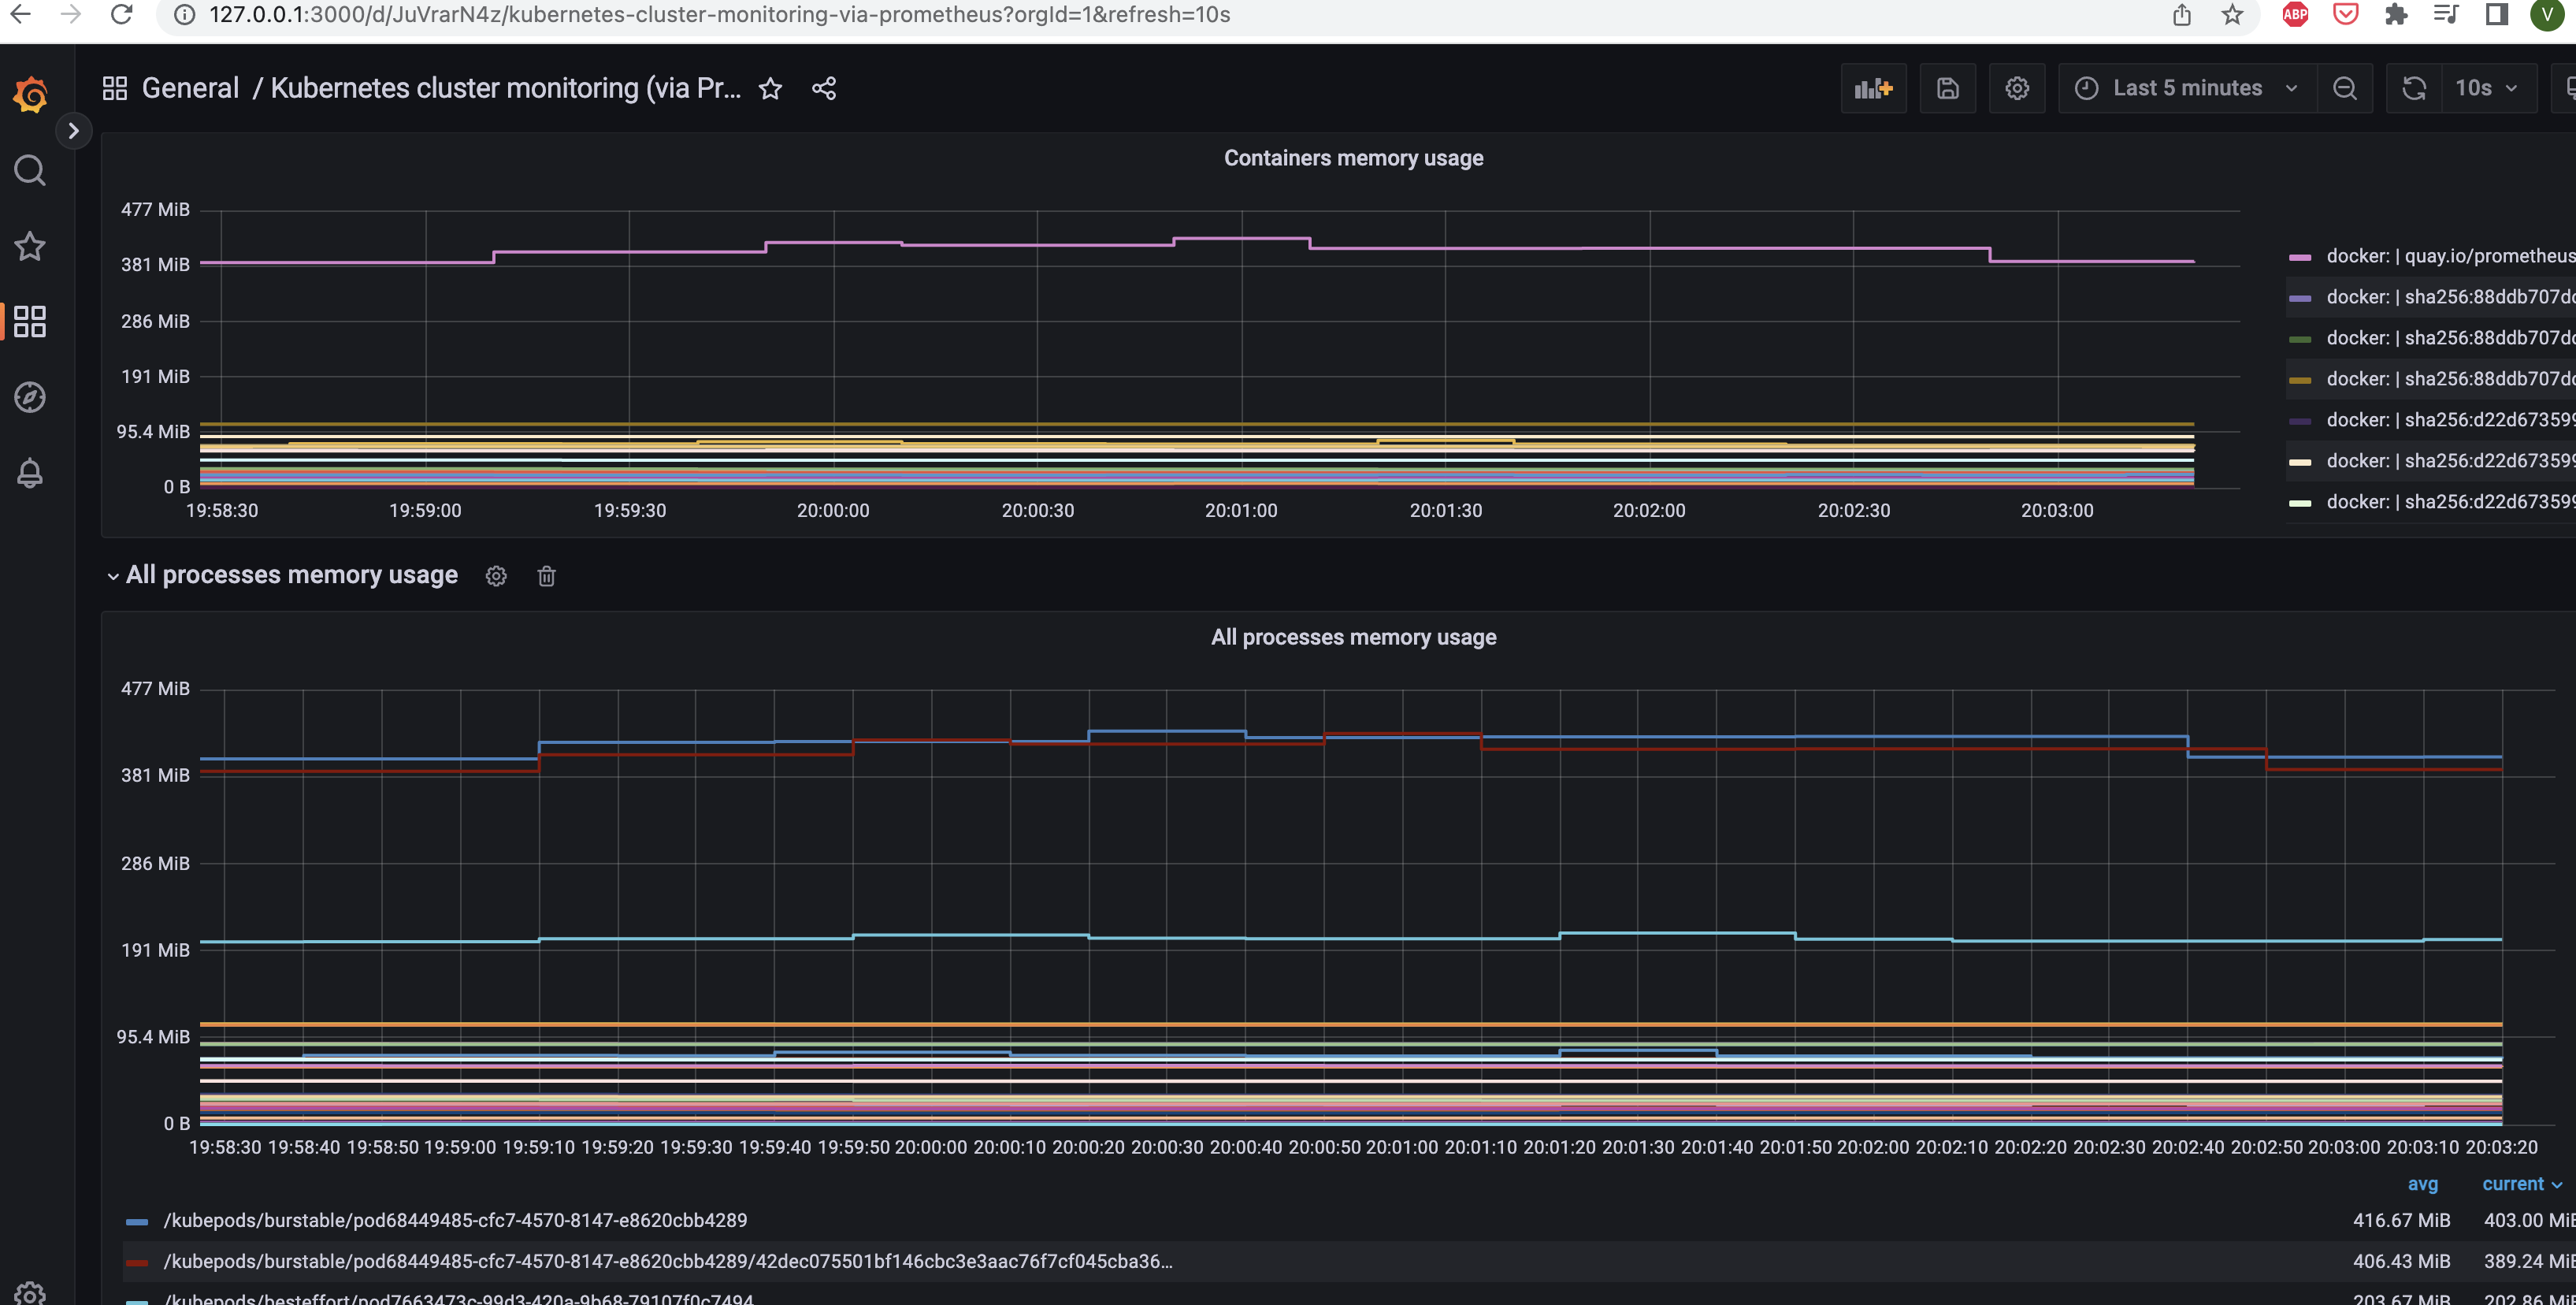 127.0.0.1:3000/d/JuVrarN4z/kubernetes-cluster-monitoring-via-prometheus?orgId=1&refresh=10s
ABP
V
General / Kubernetes cluster monitoring (via Pr...
Last 5 minutes
10s
Containers memory usage
477 MiB
381 MiB
286 MiB
191 MiB
95.4 MiB
0 B
19:58:30 19:59:00 19:59:30 20:00:00 20:00:30 20:01:00 20:01:30 20:02:00 20:02:30 20:03:00
docker: | quay.io/prometheus
docker: | sha256:88ddb707dc
docker: | sha256:88ddb707dc
docker: | sha256:88ddb707dc
docker: | sha256:d22d673599
docker: | sha256:d22d673599
docker: | sha256:d22d673599
All processes memory usage
All processes memory usage
477 MiB
381 MiB
286 MiB
191 MiB
95.4 MiB
0 B
19:58:30 19:58:40 19:58:50 19:59:00 19:59:10 19:59:20 19:59:30 19:59:40 19:59:50 20:00:00 20:00:10 20:00:20 20:00:30 20:00:40 20:00:50 20:01:00 20:01:10 20:01:20 20:01:30 20:01:40 20:01:50 20:02:00 20:02:10 20:02:20 20:02:30 20:02:40 20:02:50 20:03:00 20:03:10 20:03:20
avg current
/kubepods/burstable/pod68449485-cfc7-4570-8147-e8620cbb4289 416.67 MiB 403.00 MiB
/kubepods/burstable/pod68449485-cfc7-4570-8147-e8620cbb4289/42dec075501bf146cbc3e3aac76f7cf045cba36... 406.43 MiB 389.24 MiB
/kubepods/besteffort/pod7663473c-99d3-420a-9b68-79107f0c7494 203.67 MiB 202.86 MiB